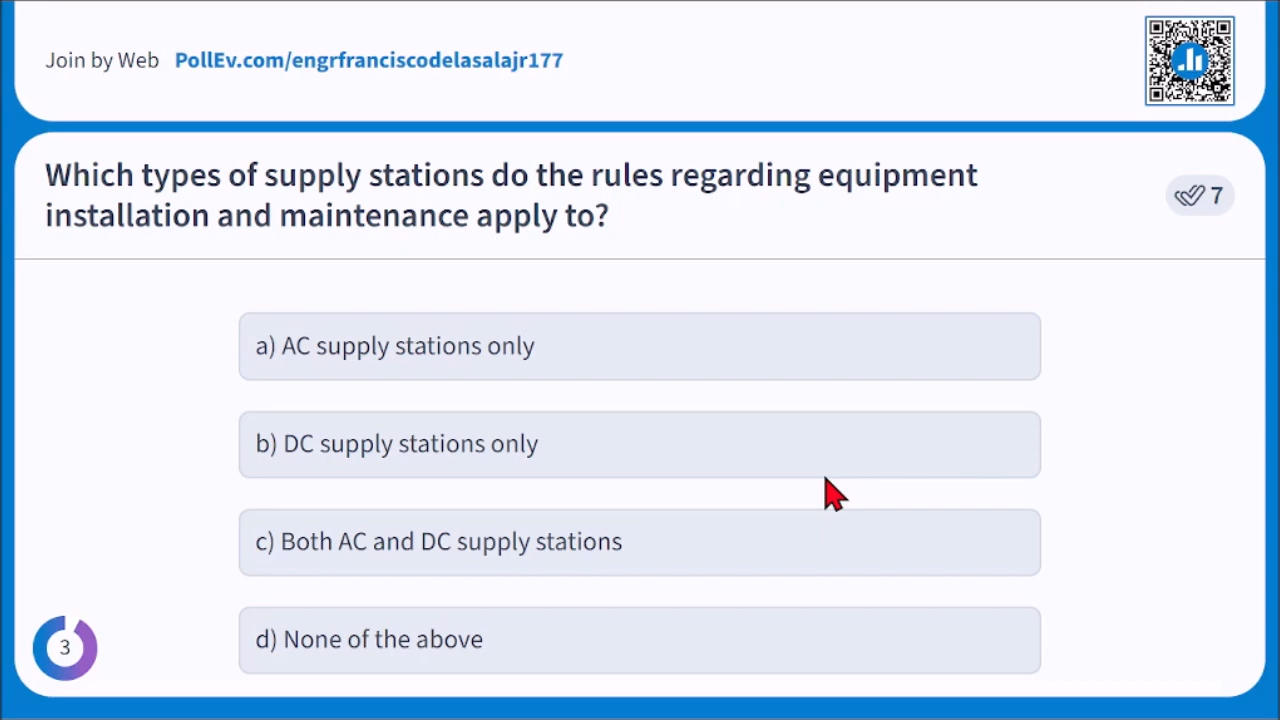 Join by Web PollEv.com/engrfranciscodelasalajr177
Which types of supply stations do the rules regarding equipment
installation and maintenance apply to?
7
a) AC supply stations only
b) DC supply stations only
c) Both AC and DC supply stations
d) None of the above
3